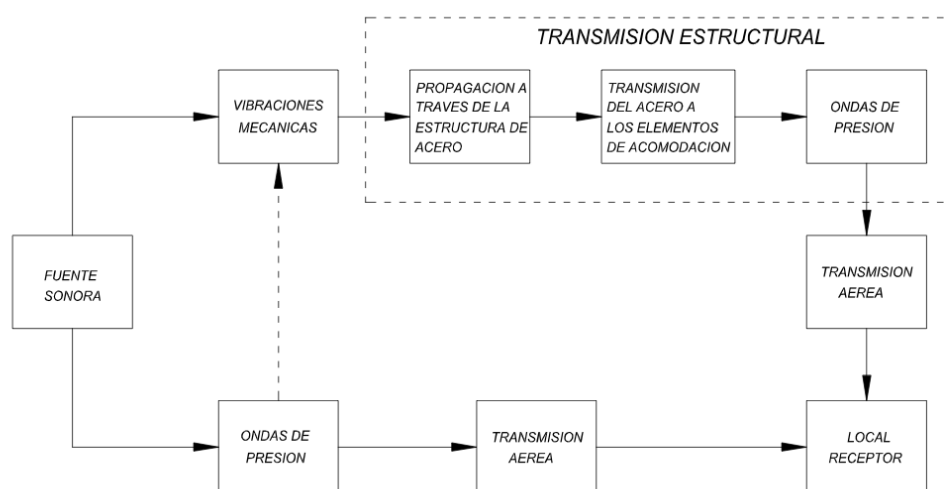 TRANSMISION ESTRUCTURAL
VIBRACIONES
MECANICAS
PROPAGACION A
TRAVES DE LA
ESTRUCTURA DE
ACERO
TRANSMISION
DEL ACERO A
LOS ELEMENTOS
DE ACOMODACION
ONDAS DE
PRESION
FUENTE
SONORA
TRANSMISION
AEREA
ONDAS DE
PRESION
TRANSMISION
AEREA
LOCAL
RECEPTOR